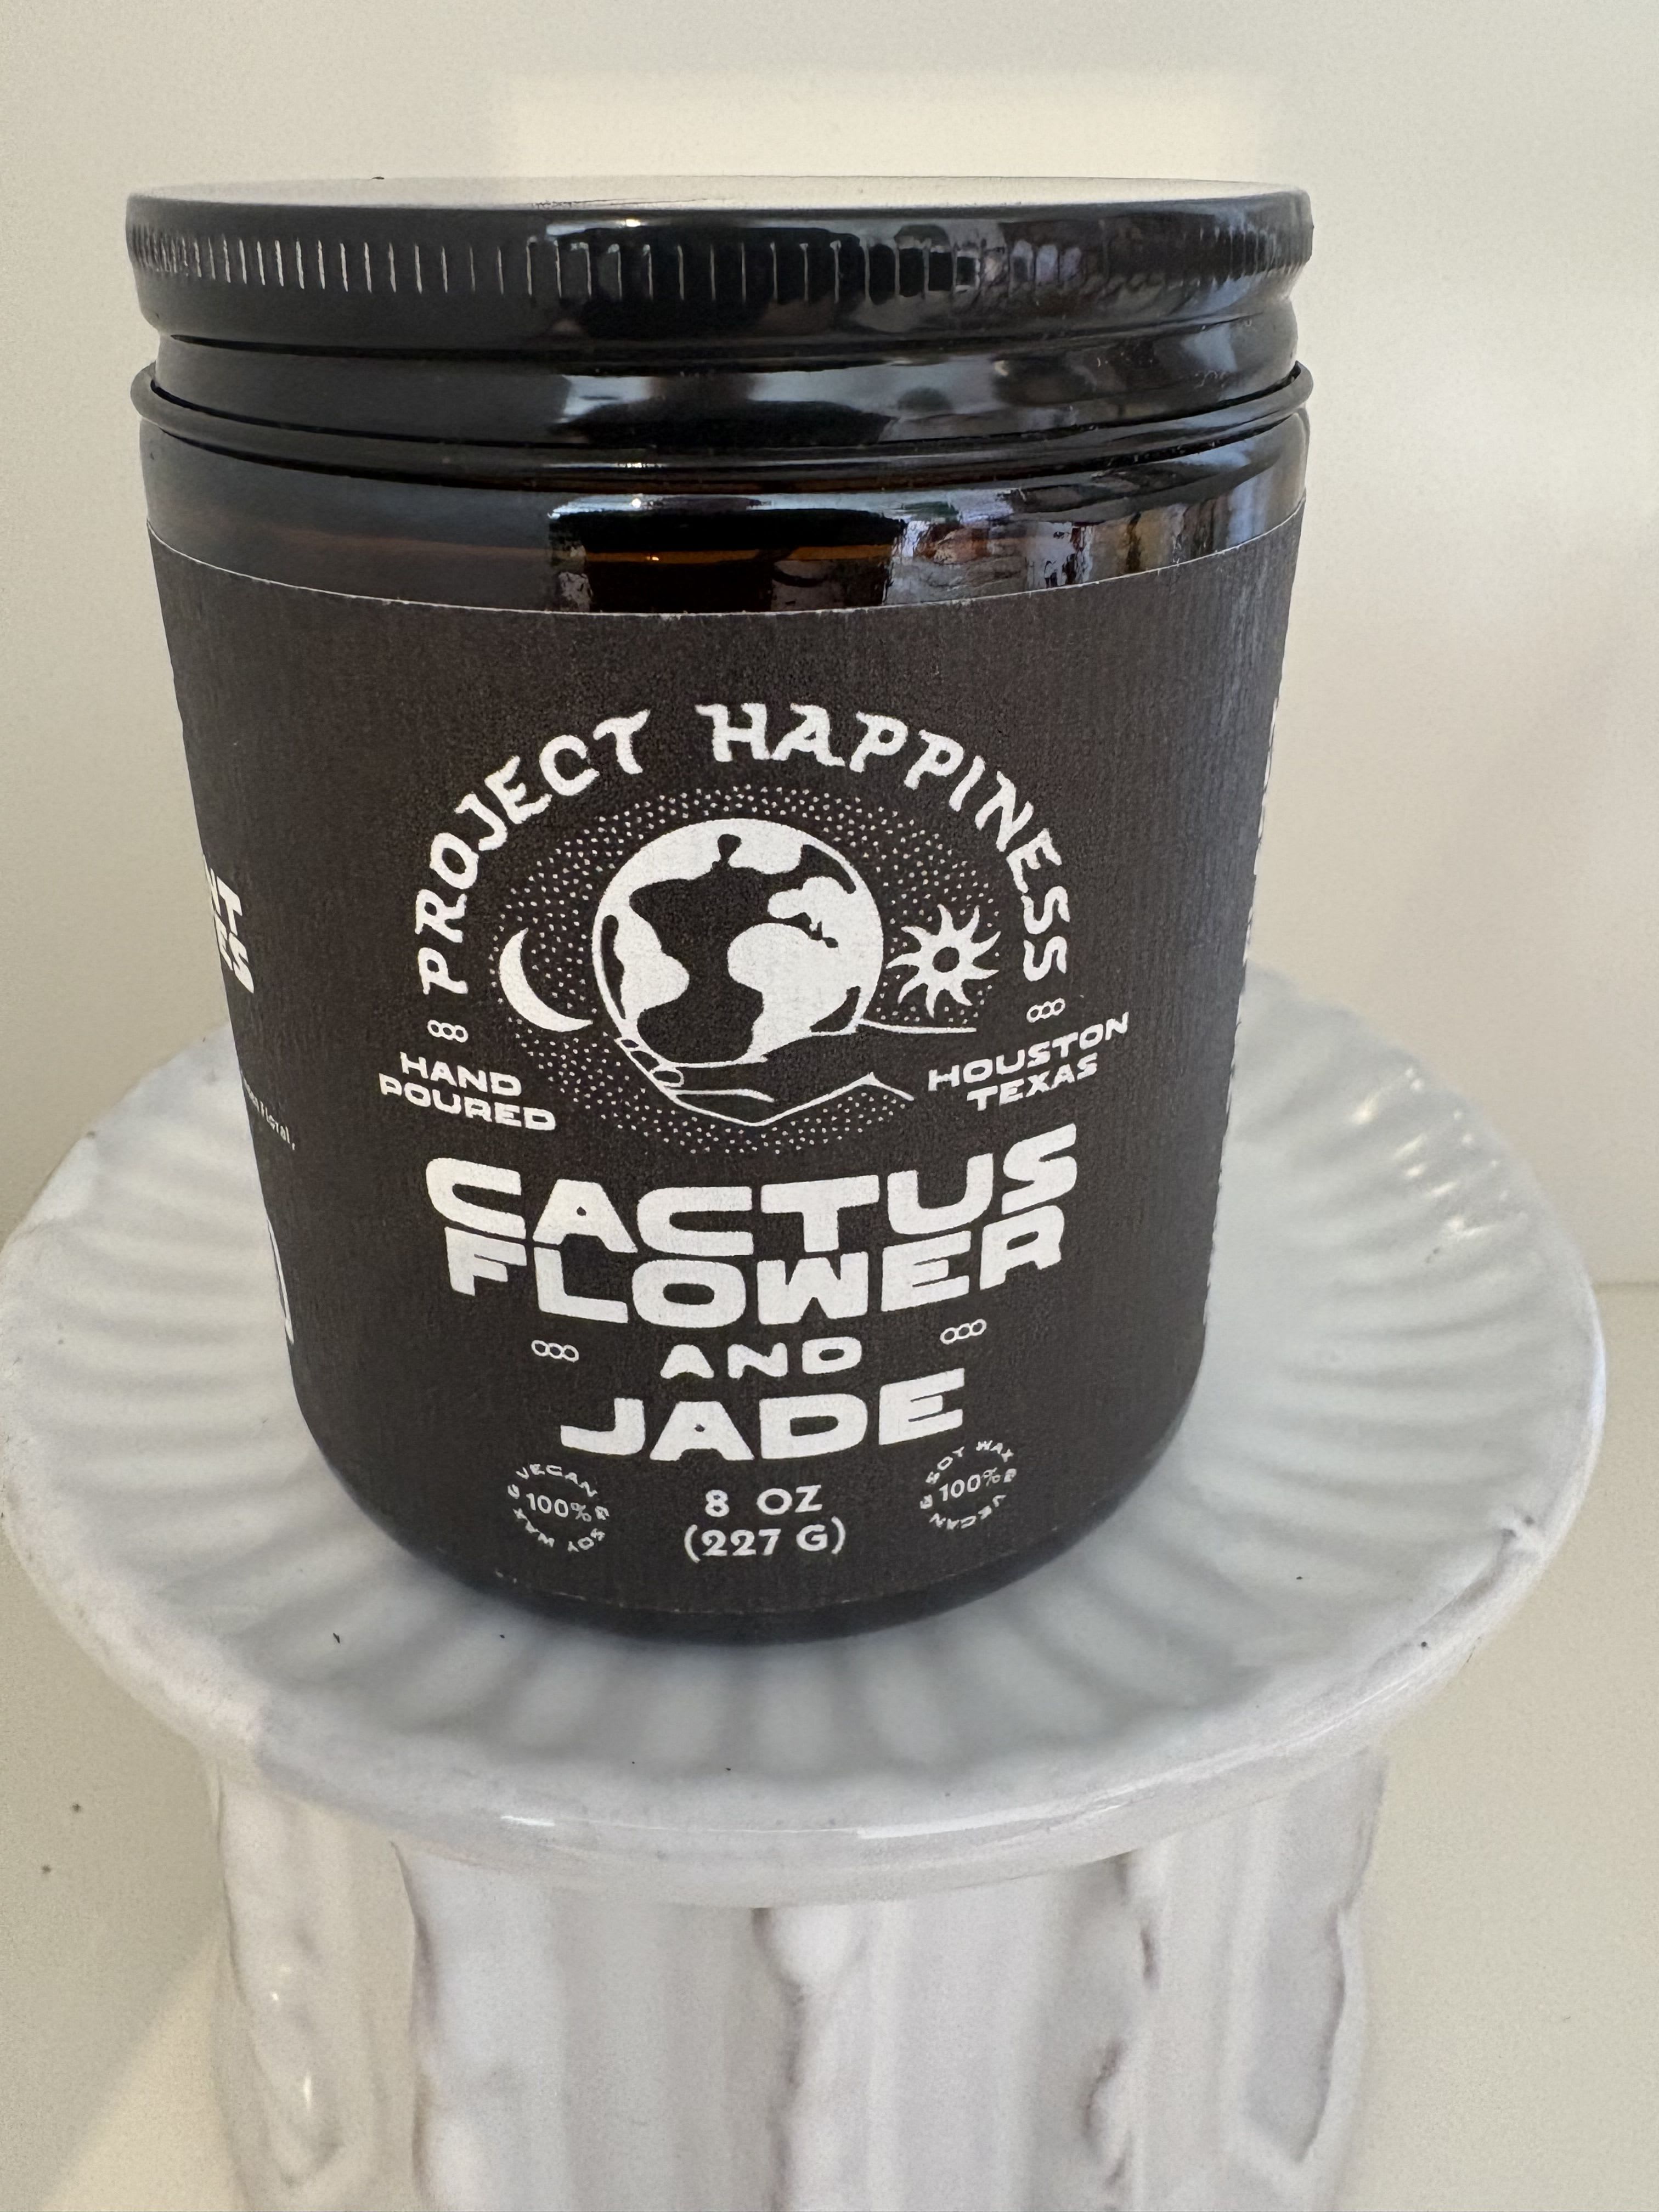 PROJECT HAPPINESS
HAND
POURED
HOUSTON
TEXAS
CACTUS
FLOWER
AND
JADE
VEGAN & SOY WAX &
100%
8 OZ
(227 G)
SOY WAX & VEGAN &
100%